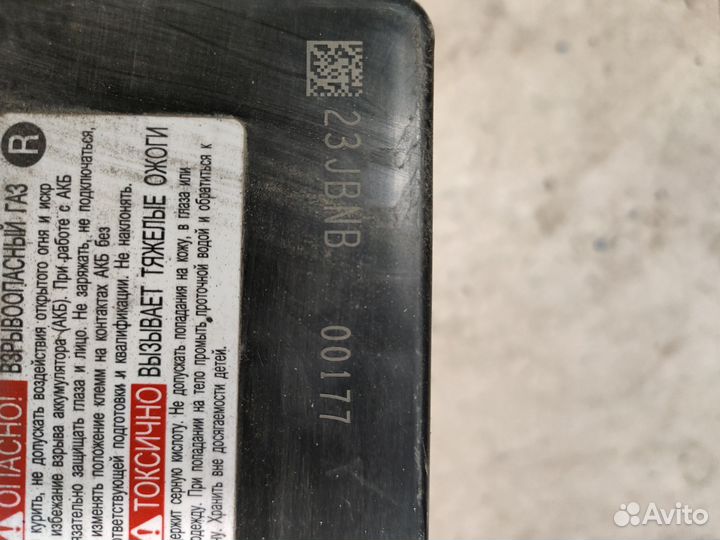 ОПАСНО! ВЗРЫВООПАСНЫЙ ГАЗ R
курить, не допускать воздействия открытого огня и искр
избежание взрыва аккумулятора (АКБ). При работе с АКБ
язательно защищать глаза и лицо. Не заряжать, не подключаться,
изменять положение клемм на контактах АКБ без
ответствующей подготовки и квалификации. Не наклонять.
ТОКСИЧНО ВЫЗЫВАЕТ ТЯЖЕЛЫЕ ОЖОГИ
держит серную кислоту. Не допускать попадания на кожу, в глаза или
одежду. При попадании на тело промыть проточной водой и обратиться к
у. Хранить вне досягаемости детей.
23JBNB 00177
Avito